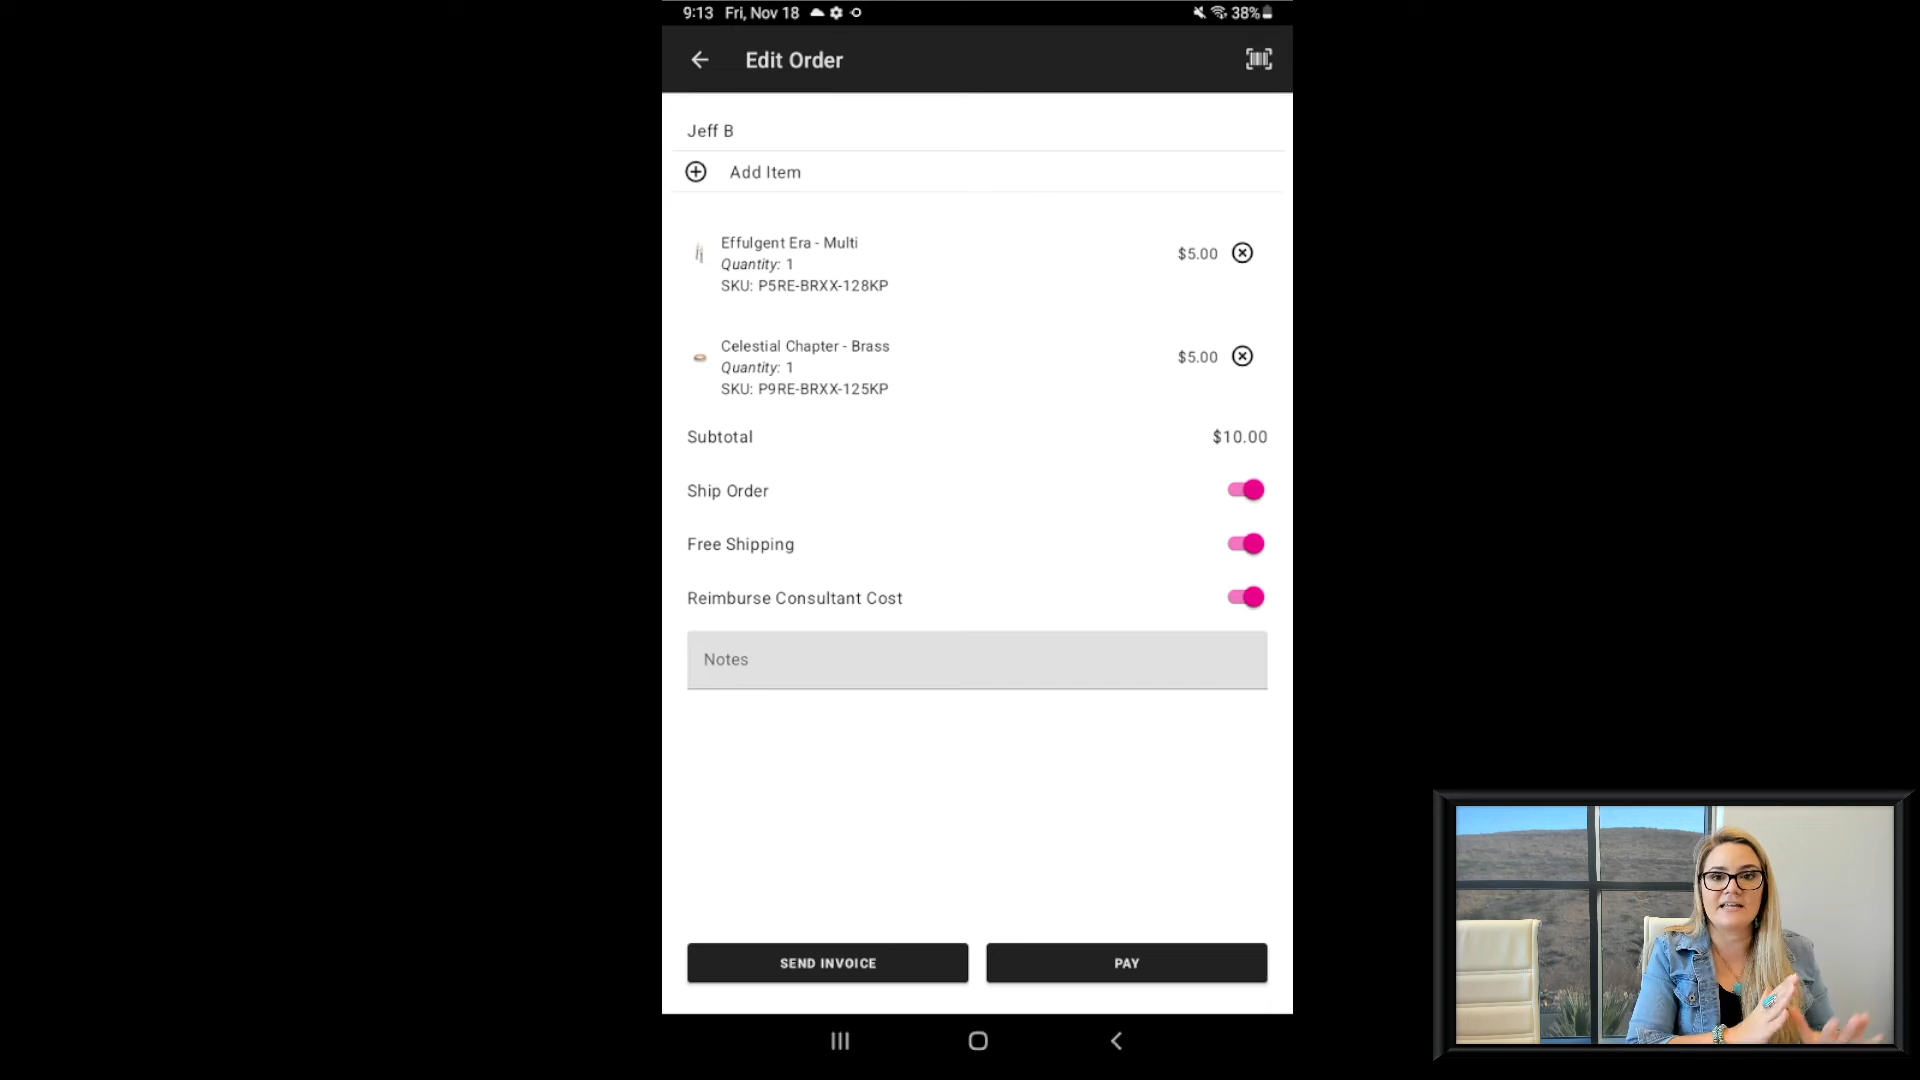 9:13 Fri, Nov 18
38%
Edit Order
Jeff B
Add Item
Effulgent Era - Multi
Quantity: 1
SKU: P5RE-BRXX-128KP
$5.00
Celestial Chapter - Brass
Quantity: 1
SKU: P9RE-BRXX-125KP
$5.00
Subtotal
$10.00
Ship Order
Free Shipping
Reimburse Consultant Cost
Notes
SEND INVOICE
PAY